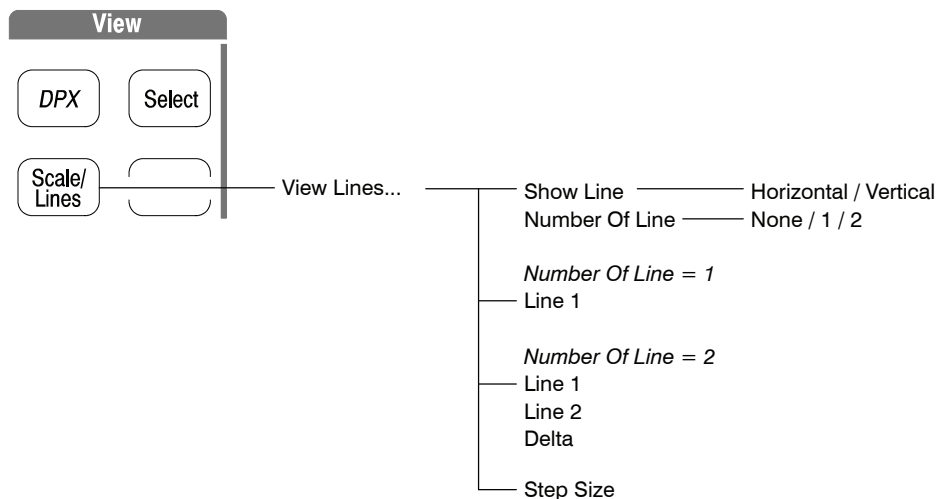 View
DPX Select
Scale/
Lines
View Lines...
Show Line Horizontal / Vertical
Number Of Line None / 1 / 2
Number Of Line = 1
Line 1
Number Of Line = 2
Line 1
Line 2
Delta
Step Size